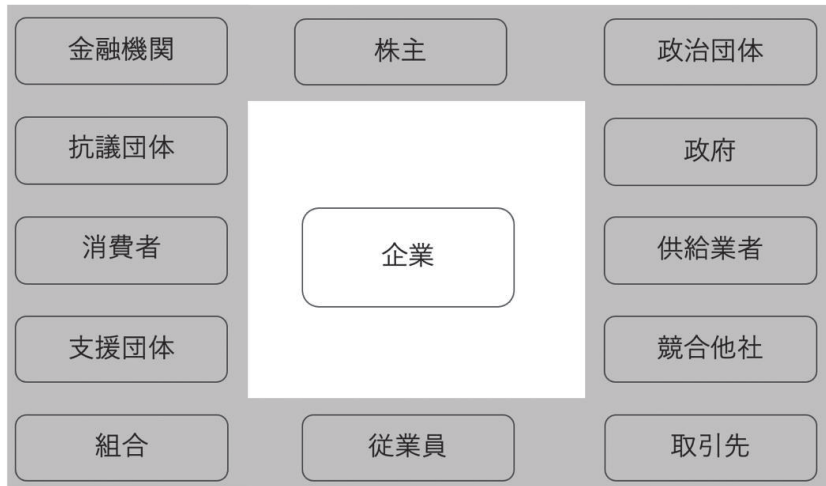 金融機関
株主
政治団体
抗議団体
政府
消費者
企業
供給業者
支援団体
競合他社
組合
従業員
取引先